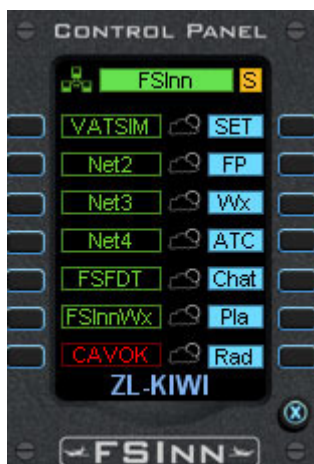 CONTROL PANEL
FSInn S
VATSIM SET
Net2 FP
Net3 Wx
Net4 ATC
FSFDT Chat
FSInnWx Pla
CAVOK Rad
ZL-KIWI
X
FSINN